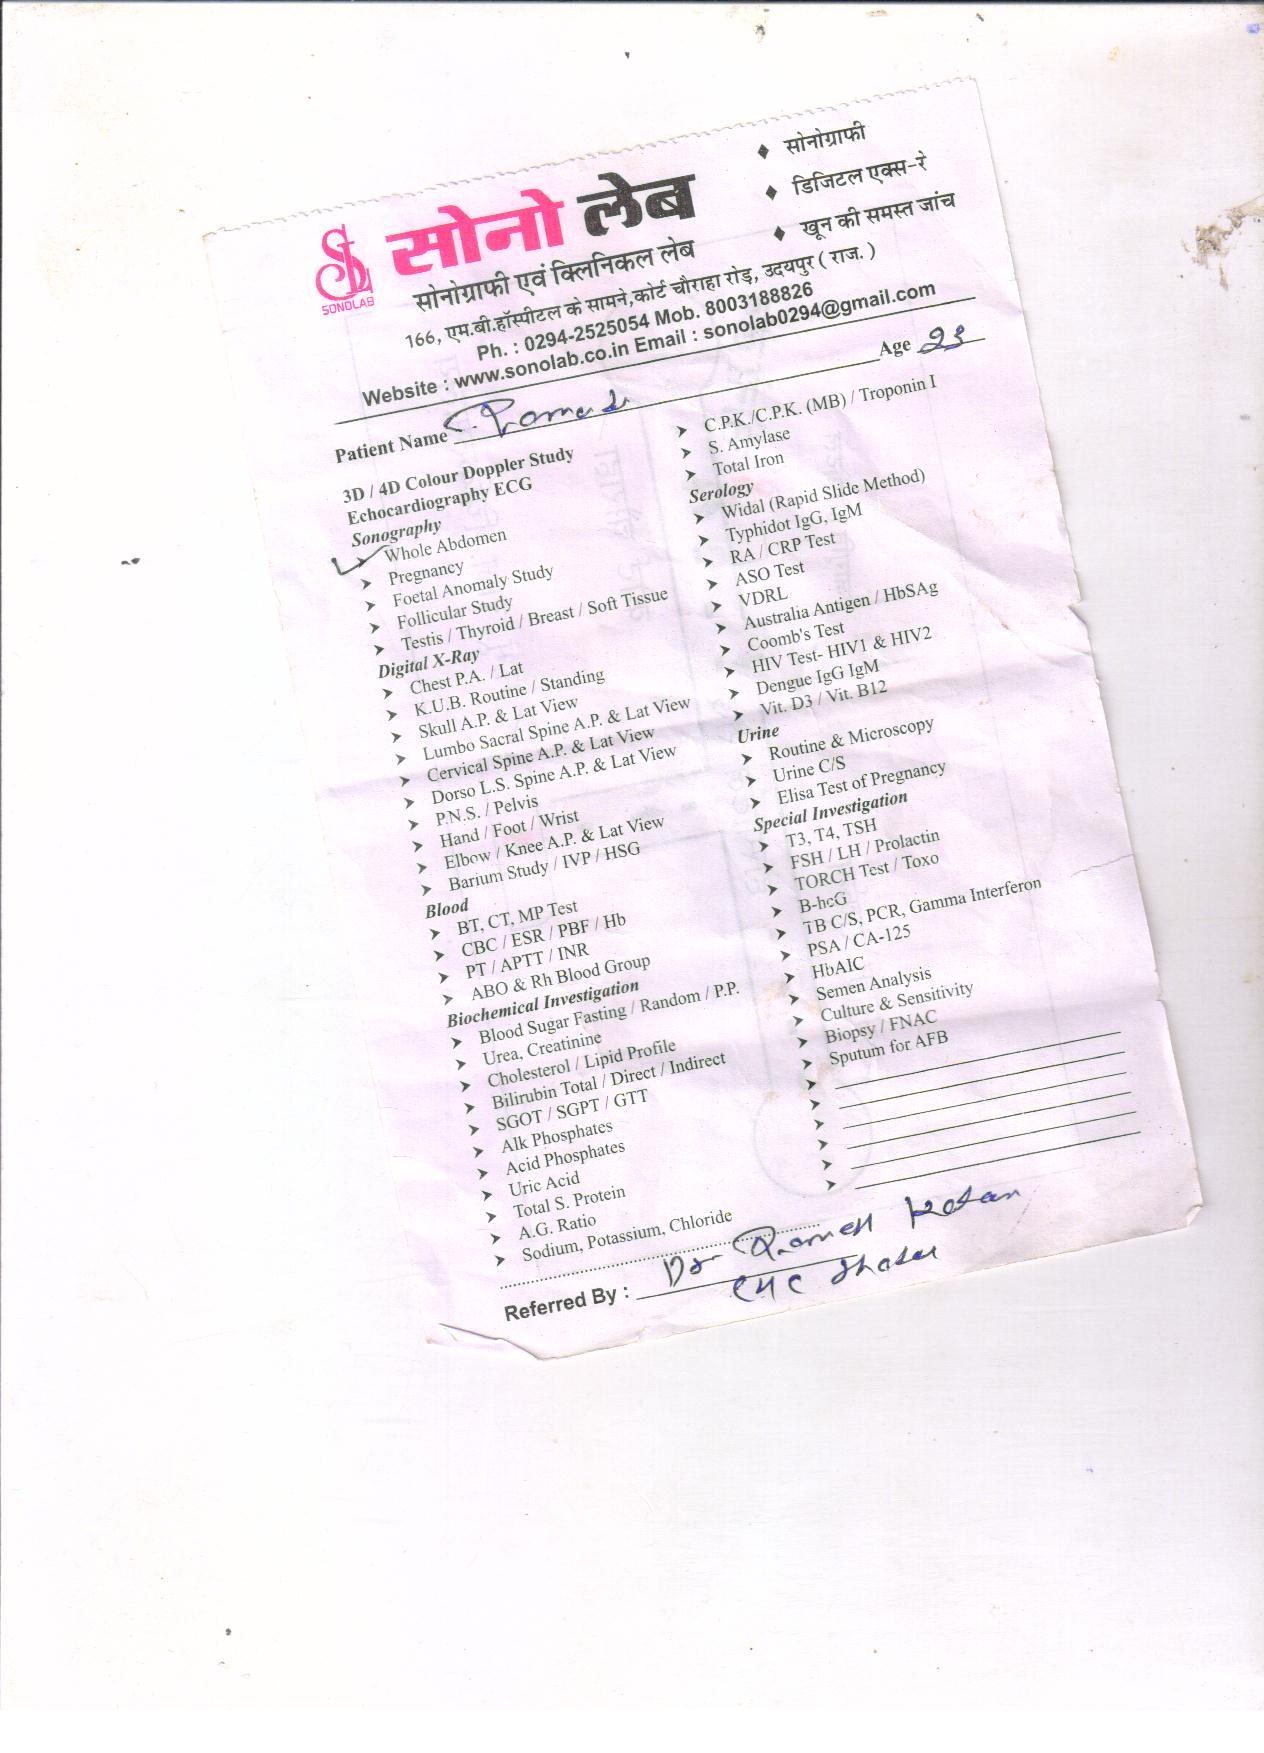 ◆ सोनोग्राफी
◆ डिजिटल एक्स-रे
◆ खून की समस्त जांच
SL
SONOLAB
सोनो लेब
सोनोग्राफी एवं क्लिनिकल लेब
166, एम.बी.हॉस्पीटल के सामने,कोर्ट चौराहा रोड़, उदयपुर ( राज. )
Ph. : 0294-2525054 Mob. 8003188826
Website : www.sonolab.co.in Email : sonolab0294@gmail.com
Patient Name Age 23
3D / 4D Colour Doppler Study
Echocardiography ECG
Sonography
➤ Whole Abdomen
➤ Pregnancy
➤ Foetal Anomaly Study
➤ Follicular Study
➤ Testis / Thyroid / Breast / Soft Tissue
Digital X-Ray
➤ Chest P.A. / Lat
➤ K.U.B. Routine / Standing
➤ Skull A.P. & Lat View
➤ Lumbo Sacral Spine A.P. & Lat View
➤ Cervical Spine A.P. & Lat View
➤ Dorso L.S. Spine A.P. & Lat View
➤ P.N.S. / Pelvis
➤ Hand / Foot / Wrist
➤ Elbow / Knee A.P. & Lat View
➤ Barium Study / IVP / HSG
Blood
➤ BT, CT, MP Test
➤ CBC / ESR / PBF / Hb
➤ PT / APTT / INR
➤ ABO & Rh Blood Group
Biochemical Investigation
➤ Blood Sugar Fasting / Random / P.P.
➤ Urea, Creatinine
➤ Cholesterol / Lipid Profile
➤ Bilirubin Total / Direct / Indirect
➤ SGOT / SGPT / GTT
➤ Alk Phosphates
➤ Acid Phosphates
➤ Uric Acid
➤ Total S. Protein
➤ A.G. Ratio
➤ Sodium, Potassium, Chloride
➤ C.P.K./C.P.K. (MB) / Troponin I
➤ S. Amylase
➤ Total Iron
Serology
➤ Widal (Rapid Slide Method)
➤ Typhidot IgG, IgM
➤ RA / CRP Test
➤ ASO Test
➤ VDRL
➤ Australia Antigen / HbSAg
➤ Coomb's Test
➤ HIV Test- HIV1 & HIV2
➤ Dengue IgG IgM
➤ Vit. D3 / Vit. B12
Urine
➤ Routine & Microscopy
➤ Urine C/S
➤ Elisa Test of Pregnancy
Special Investigation
➤ T3, T4, TSH
➤ FSH / LH / Prolactin
➤ TORCH Test / Toxo
➤ B-hcG
➤ TB C/S, PCR, Gamma Interferon
➤ PSA / CA-125
➤ HbAIC
➤ Semen Analysis
➤ Culture & Sensitivity
➤ Biopsy / FNAC
➤ Sputum for AFB
Referred By : Dr
CHC